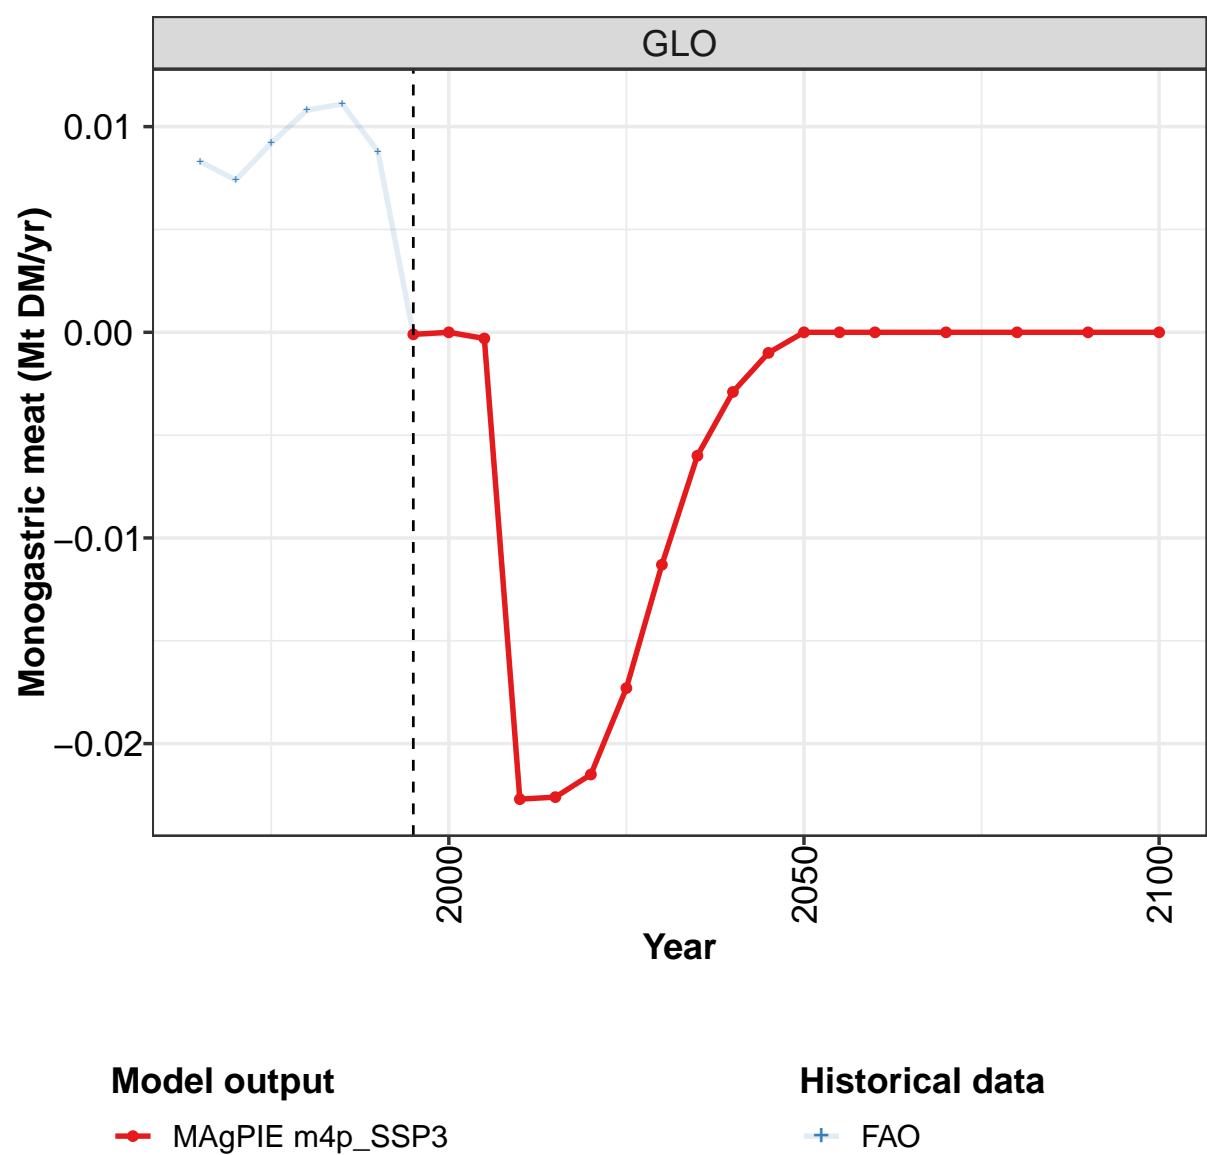 GLO
Monogastric meat (Mt DM/yr)
0.01
0.00
−0.01
−0.02
2000
2050
2100
Year
Model output
MAgPIE m4p_SSP3
Historical data
FAO